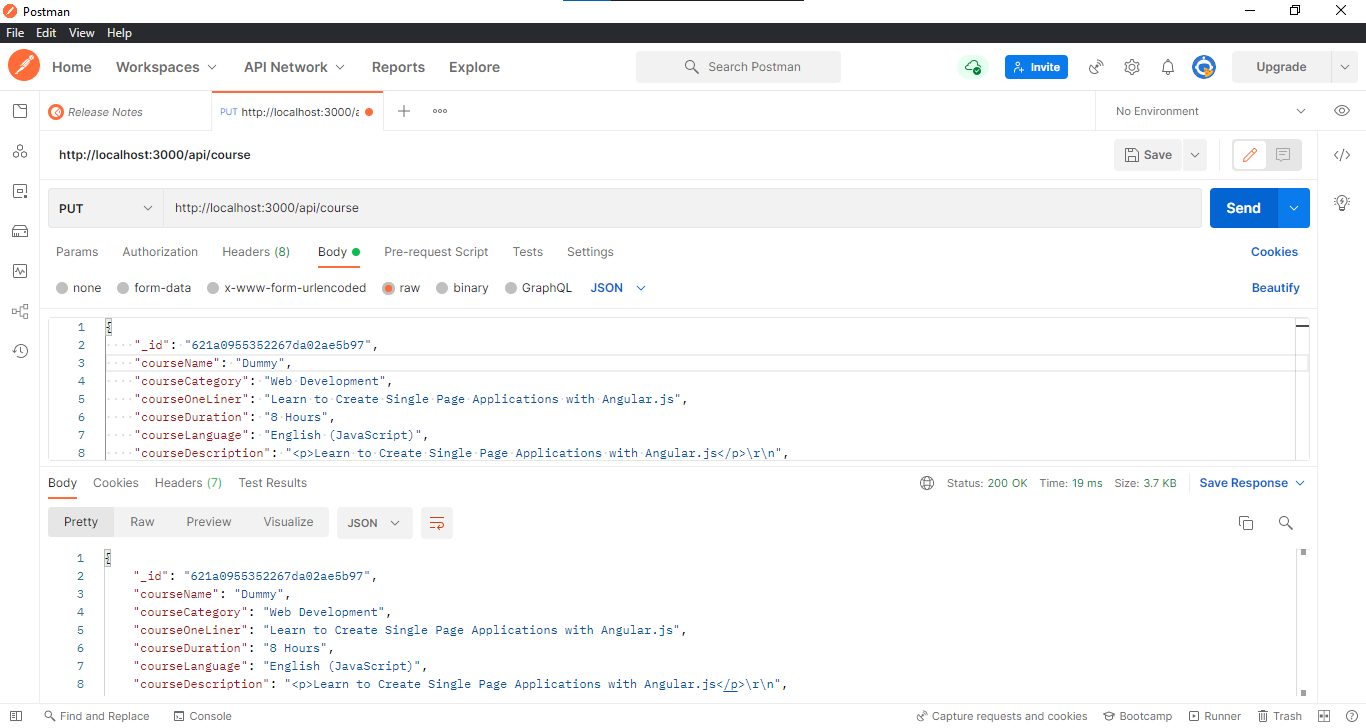 Postman
File Edit View Help
Home Workspaces API Network Reports Explore Search Postman Invite Upgrade
Release Notes PUT http://localhost:3000/a No Environment
http://localhost:3000/api/course Save
PUT http://localhost:3000/api/course Send
Params Authorization Headers (8) Body Pre-request Script Tests Settings Cookies
none form-data x-www-form-urlencoded raw binary GraphQL JSON Beautify
1 {
2 "_id": "621a0955352267da02ae5b97",
3 "courseName": "Dummy",
4 "courseCategory": "Web Development",
5 "courseOneLiner": "Learn to Create Single Page Applications with Angular.js",
6 "courseDuration": "8 Hours",
7 "courseLanguage": "English (JavaScript)",
8 "courseDescription": "<p>Learn to Create Single Page Applications with Angular.js</p>\r\n",
Body Cookies Headers (7) Test Results Status: 200 OK Time: 19 ms Size: 3.7 KB Save Response
Pretty Raw Preview Visualize JSON
1 {
2 "_id": "621a0955352267da02ae5b97",
3 "courseName": "Dummy",
4 "courseCategory": "Web Development",
5 "courseOneLiner": "Learn to Create Single Page Applications with Angular.js",
6 "courseDuration": "8 Hours",
7 "courseLanguage": "English (JavaScript)",
8 "courseDescription": "<p>Learn to Create Single Page Applications with Angular.js</p>\r\n",
Find and Replace Console Capture requests and cookies Bootcamp Runner Trash